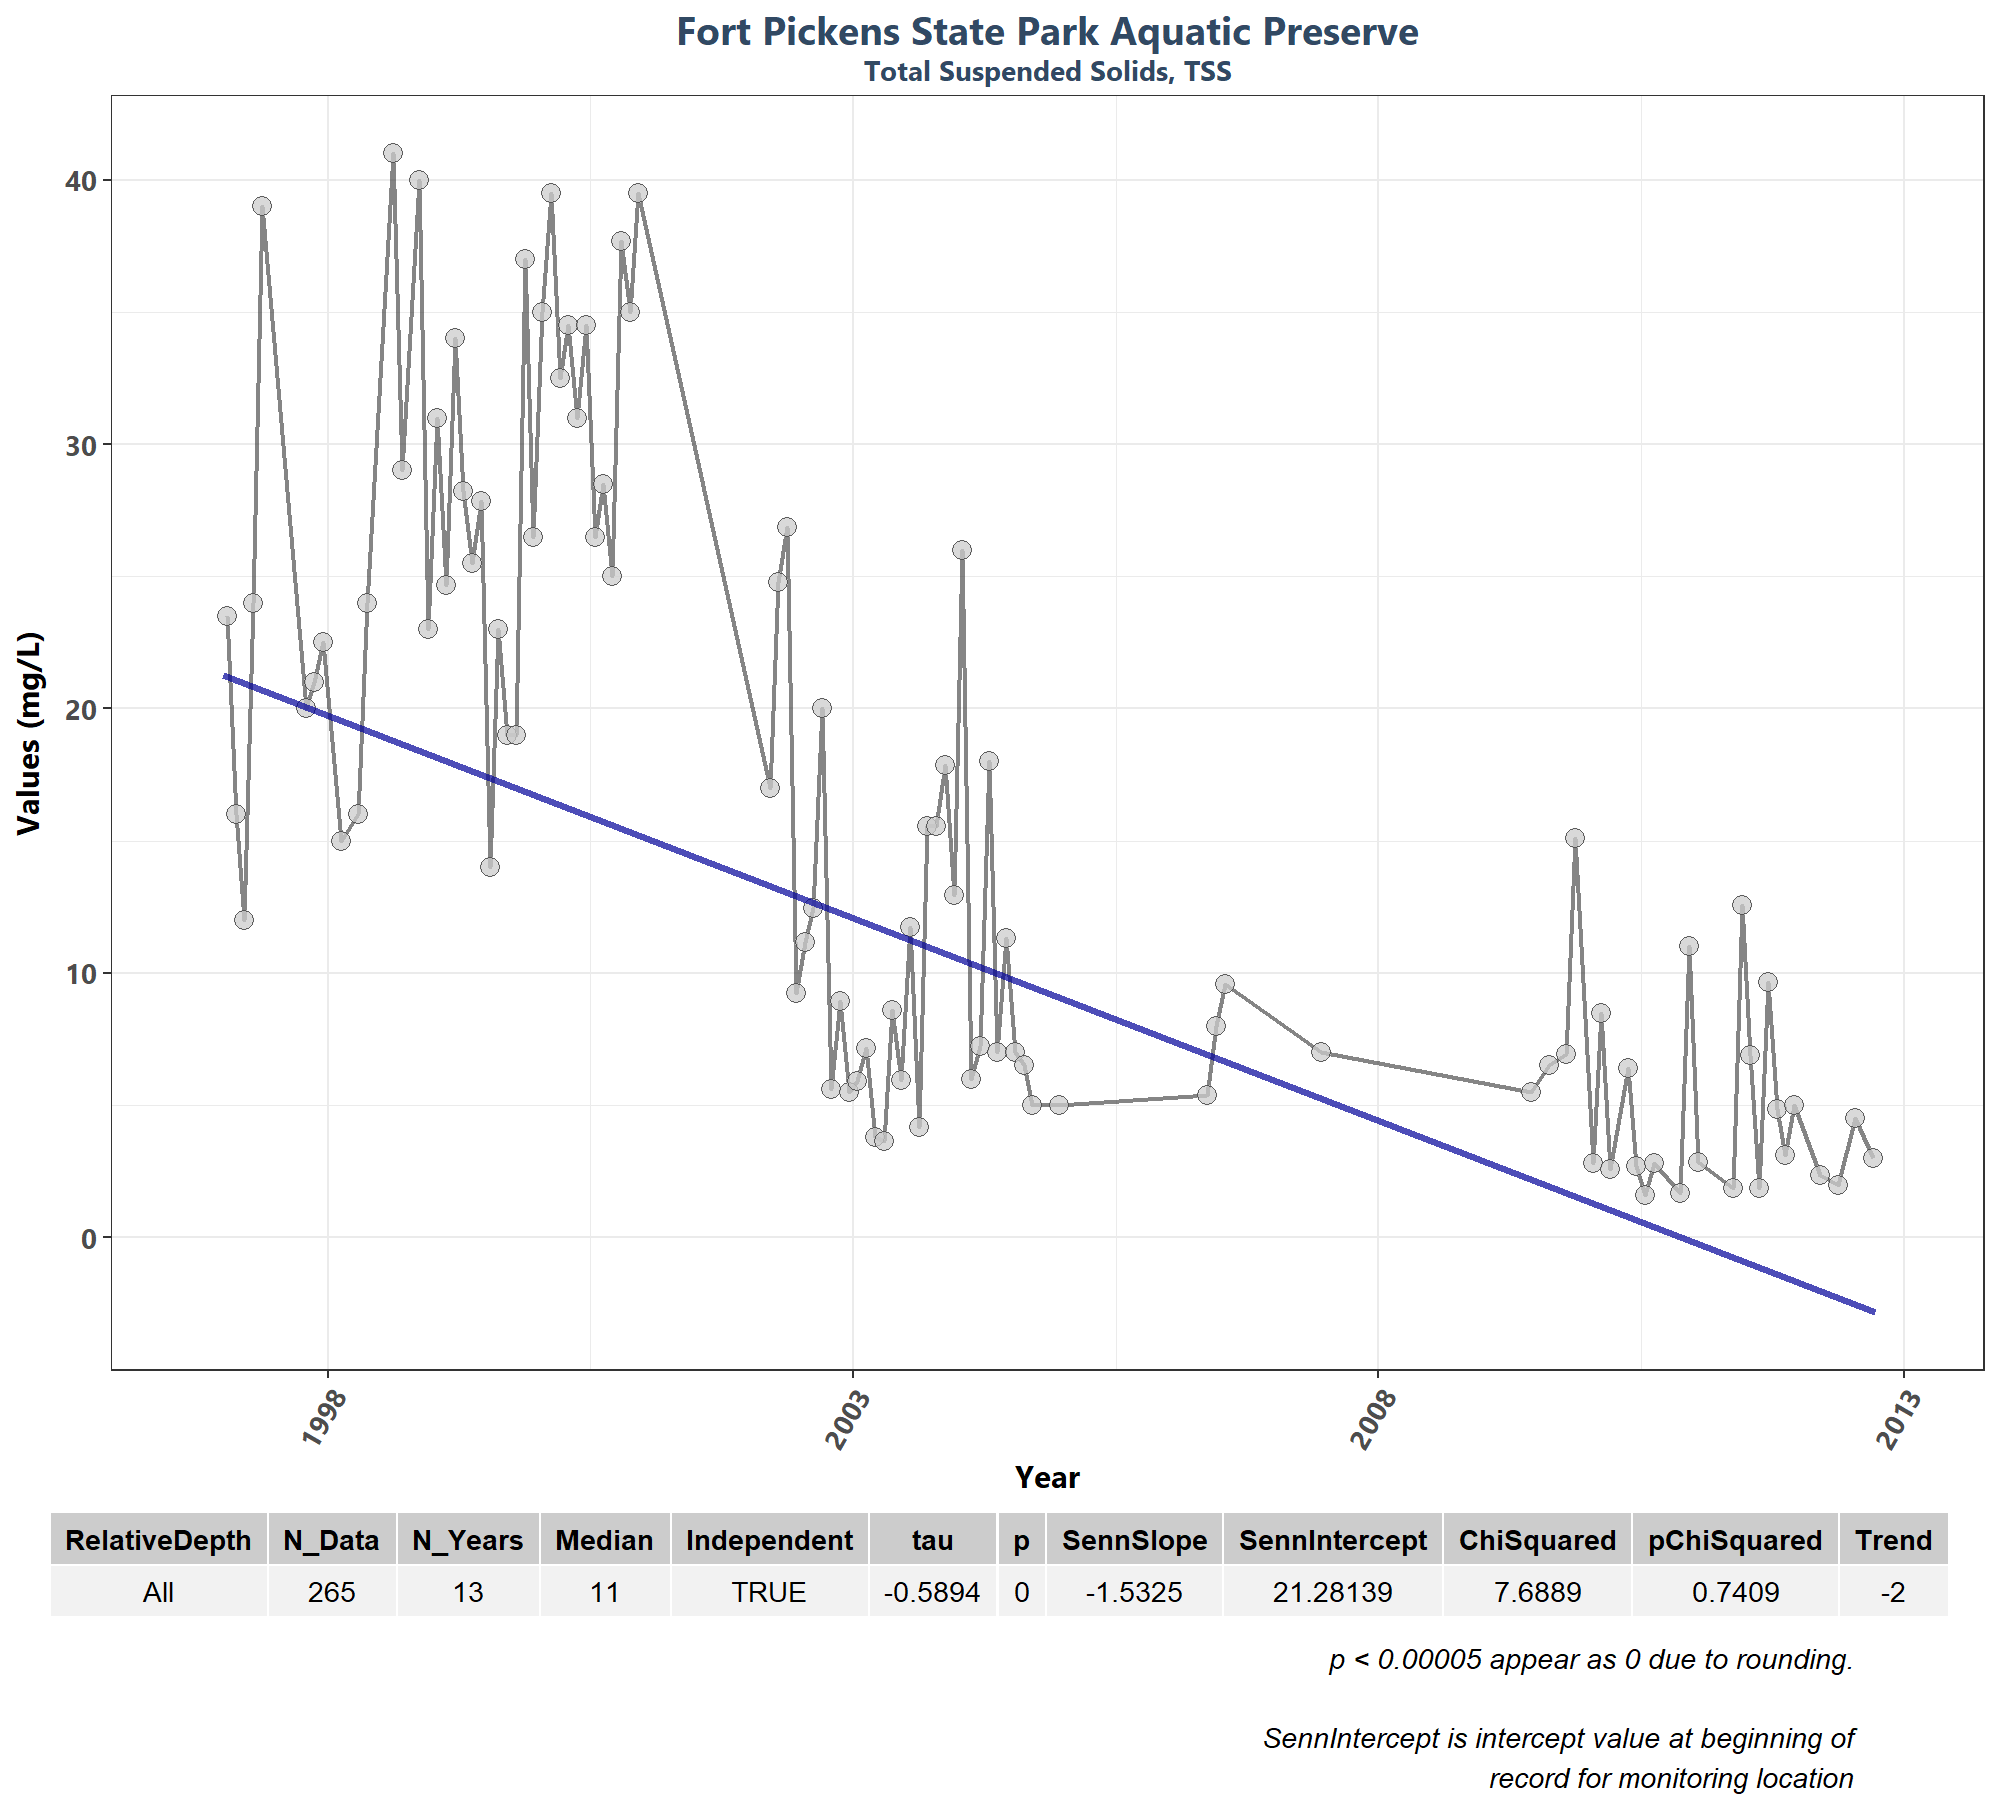 Fort Pickens State Park Aquatic Preserve
Total Suspended Solids, TSS
Values (mg/L)
40
30
20
10
0
1998
2003
2008
2013
Year
RelativeDepth N_Data N_Years Median Independent tau p SennSlope SennIntercept ChiSquared pChiSquared Trend
All 265 13 11 TRUE -0.5894 0 -1.5325 21.28139 7.6889 0.7409 -2
p < 0.00005 appear as 0 due to rounding.
SennIntercept is intercept value at beginning of
record for monitoring location